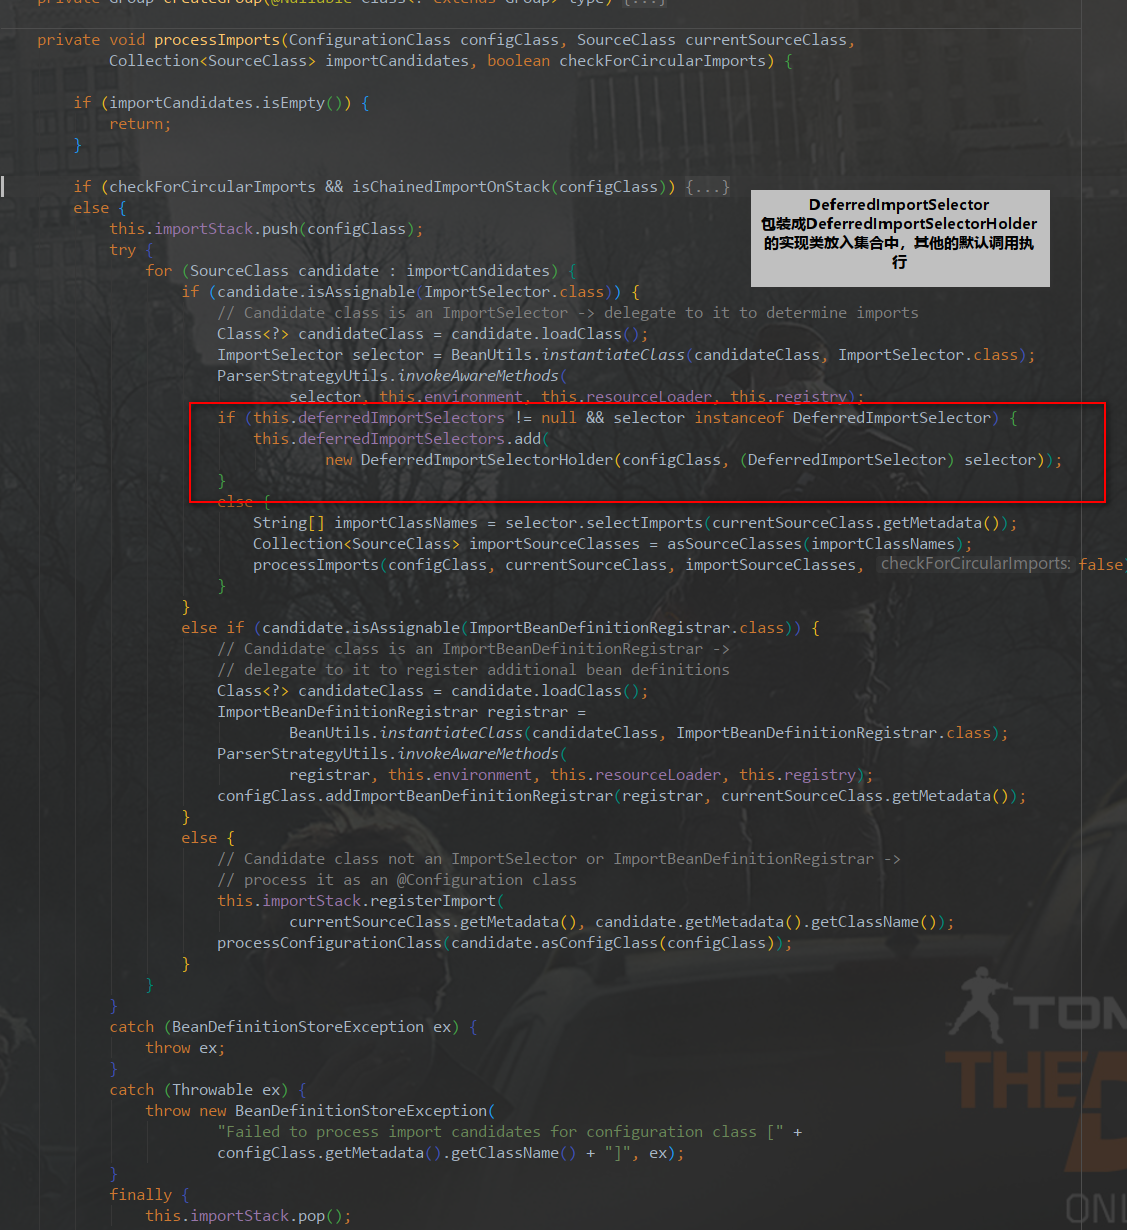 private Group createGroup(@Nullable Class<? extends Group> type) {...}
private void processImports(ConfigurationClass configClass, SourceClass currentSourceClass,
Collection<SourceClass> importCandidates, boolean checkForCircularImports) {
if (importCandidates.isEmpty()) {
return;
}
if (checkForCircularImports && isChainedImportOnStack(configClass)) {...}
else {
this.importStack.push(configClass);
try {
for (SourceClass candidate : importCandidates) {
if (candidate.isAssignable(ImportSelector.class)) {
// Candidate class is an ImportSelector -> delegate to it to determine imports
Class<?> candidateClass = candidate.loadClass();
ImportSelector selector = BeanUtils.instantiateClass(candidateClass, ImportSelector.class);
ParserStrategyUtils.invokeAwareMethods(
selector, this.environment, this.resourceLoader, this.registry);
if (this.deferredImportSelectors != null && selector instanceof DeferredImportSelector) {
this.deferredImportSelectors.add(
new DeferredImportSelectorHolder(configClass, (DeferredImportSelector) selector));
}
else {
String[] importClassNames = selector.selectImports(currentSourceClass.getMetadata());
Collection<SourceClass> importSourceClasses = asSourceClasses(importClassNames);
processImports(configClass, currentSourceClass, importSourceClasses, checkForCircularImports: false)
}
}
else if (candidate.isAssignable(ImportBeanDefinitionRegistrar.class)) {
// Candidate class is an ImportBeanDefinitionRegistrar ->
// delegate to it to register additional bean definitions
Class<?> candidateClass = candidate.loadClass();
ImportBeanDefinitionRegistrar registrar =
BeanUtils.instantiateClass(candidateClass, ImportBeanDefinitionRegistrar.class);
ParserStrategyUtils.invokeAwareMethods(
registrar, this.environment, this.resourceLoader, this.registry);
configClass.addImportBeanDefinitionRegistrar(registrar, currentSourceClass.getMetadata());
}
else {
// Candidate class not an ImportSelector or ImportBeanDefinitionRegistrar ->
// process it as an @Configuration class
this.importStack.registerImport(
currentSourceClass.getMetadata(), candidate.getMetadata().getClassName());
processConfigurationClass(candidate.asConfigClass(configClass));
}
}
}
catch (BeanDefinitionStoreException ex) {
throw ex;
}
catch (Throwable ex) {
throw new BeanDefinitionStoreException(
"Failed to process import candidates for configuration class [" +
configClass.getMetadata().getClassName() + "]", ex);
}
finally {
this.importStack.pop();
DeferredImportSelector
包装成DeferredImportSelectorHolder
的实现类放入集合中，其他的默认调用执
行
TOM
THE D
ONL